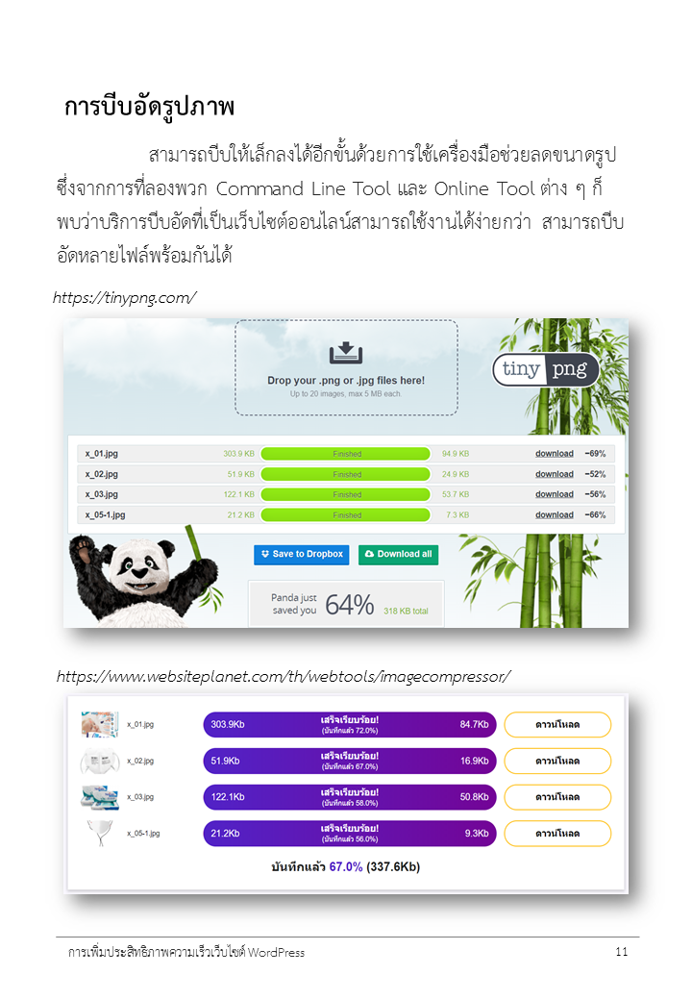 การบีบอัดรูปภาพ
สามารถบีบให้เล็กลงได้อีกขั้นด้วยการใช้เครื่องมือช่วยลดขนาดรูป
ซึ่งจากการที่ลองพวก Command Line Tool และ Online Tool ต่าง ๆ ก็
พบว่าบริการบีบอัดที่เป็นเว็บไซต์ออนไลน์สามารถใช้งานได้ง่ายกว่า สามารถบีบ
อัดหลายไฟล์พร้อมกันได้
https://tinypng.com/
Drop your .png or .jpg files here!
Up to 20 images, max 5 MB each.
tiny png
x_01.jpg 303.9 KB Finished 94.9 KB download −69%
x_02.jpg 51.9 KB Finished 24.9 KB download −52%
x_03.jpg 122.1 KB Finished 53.7 KB download −56%
x_05-1.jpg 21.2 KB Finished 7.3 KB download −66%
Save to Dropbox Download all
Panda just
saved you 64% 318 KB total
https://www.websiteplanet.com/th/webtools/imagecompressor/
x_01.jpg 303.9Kb เสร็จเรียบร้อย! 84.7Kb ดาวน์โหลด
(บันทึกแล้ว 72.0%)
x_02.jpg 51.9Kb เสร็จเรียบร้อย! 16.9Kb ดาวน์โหลด
(บันทึกแล้ว 67.0%)
x_03.jpg 122.1Kb เสร็จเรียบร้อย! 50.8Kb ดาวน์โหลด
(บันทึกแล้ว 58.0%)
x_05-1.jpg 21.2Kb เสร็จเรียบร้อย! 9.3Kb ดาวน์โหลด
(บันทึกแล้ว 56.0%)
บันทึกแล้ว 67.0% (337.6Kb)
การเพิ่มประสิทธิภาพความเร็วเว็บไซต์ WordPress 11